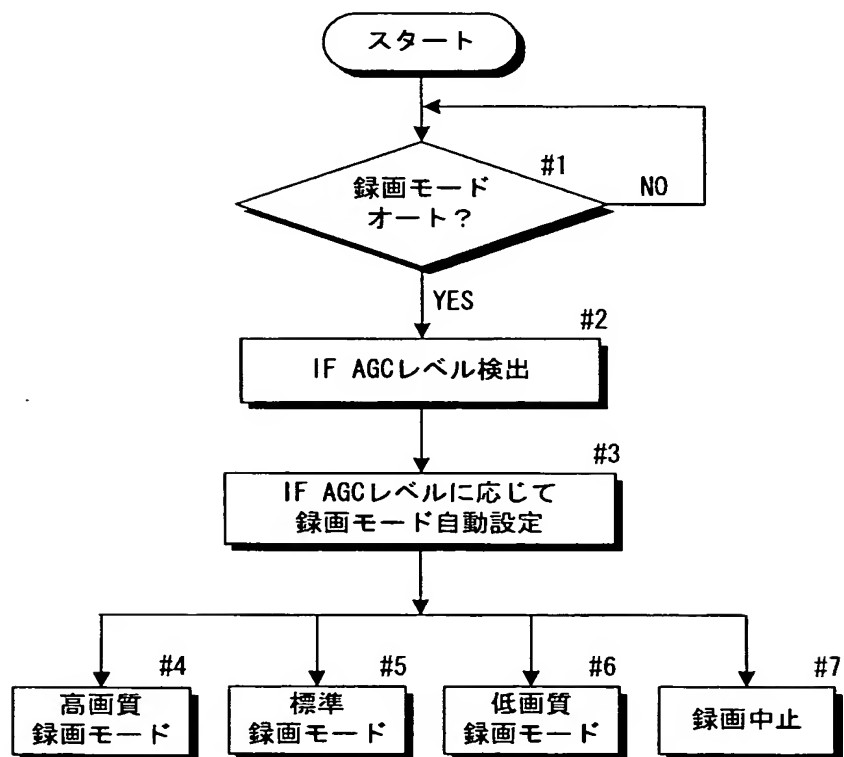 スタート
#1
録画モード
オート?
NO
YES
#2
IF AGCレベル検出
#3
IF AGCレベルに応じて
録画モード自動設定
#4
高画質
録画モード
#5
標準
録画モード
#6
低画質
録画モード
#7
録画中止